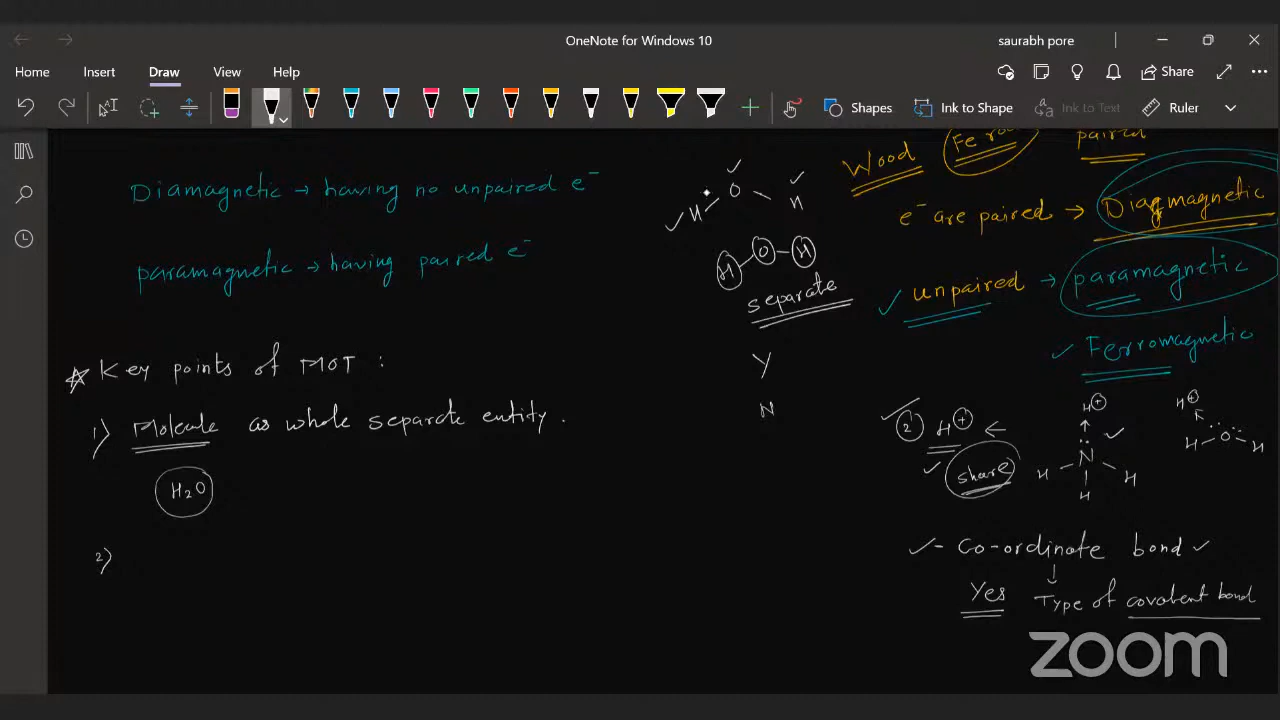 OneNote for Windows 10
saurabh pore
Home Insert Draw View Help
Share
Shapes
Ink to Shape
Ink to Text
Ruler
Diamagnetic → having no unpaired e⁻
paramagnetic → having paired e⁻
☆ Key points of MOT :
1) Molecule as whole separate entity.
H₂O
2)
O
H H
H O H
separate
Y
N
Wood
paired
e⁻ are paired → Diamagnetic
unpaired → paramagnetic
Ferromagnetic
② H⊕ ←
share
H⊕
N
H H
H
H⊕
H O H
- Co-ordinate bond
↓
Yes Type of covalent bond
zoom